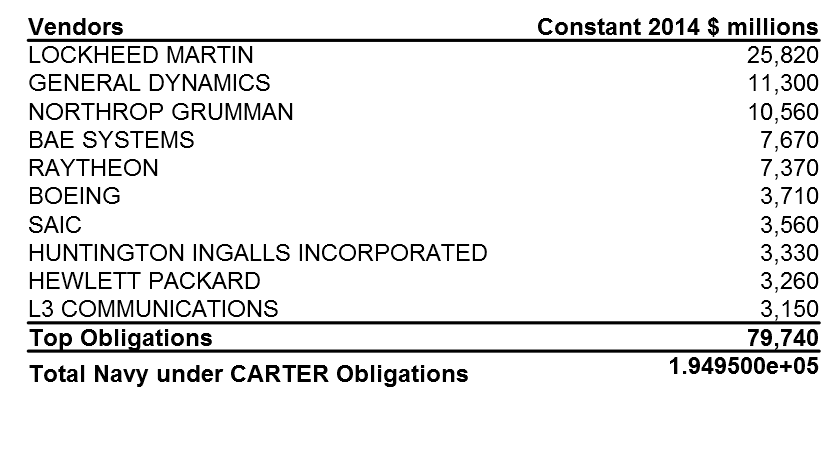 Vendors Constant 2014 $ millions
LOCKHEED MARTIN 25,820
GENERAL DYNAMICS 11,300
NORTHROP GRUMMAN 10,560
BAE SYSTEMS 7,670
RAYTHEON 7,370
BOEING 3,710
SAIC 3,560
HUNTINGTON INGALLS INCORPORATED 3,330
HEWLETT PACKARD 3,260
L3 COMMUNICATIONS 3,150
Top Obligations 79,740
Total Navy under CARTER Obligations 1.949500e+05